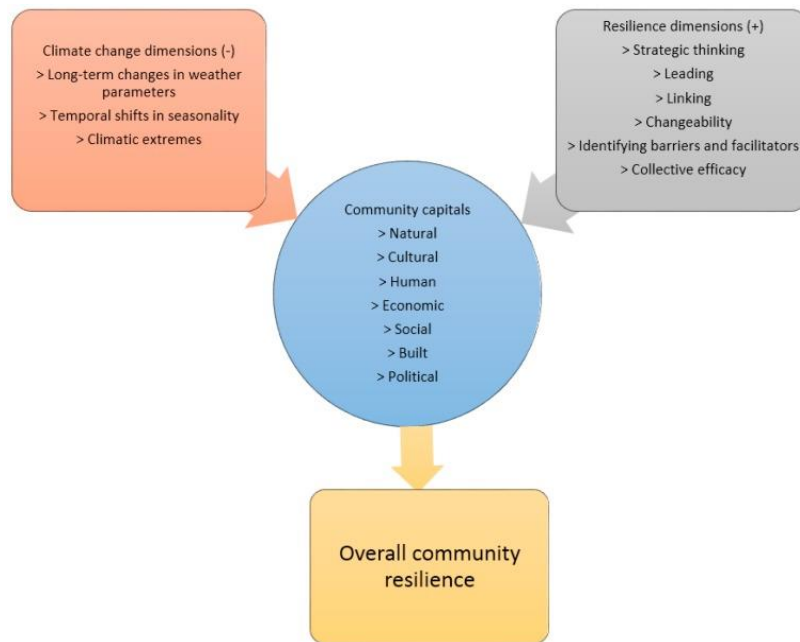 Climate change dimensions (-)
> Long-term changes in weather
parameters
> Temporal shifts in seasonality
> Climatic extremes
Resilience dimensions (+)
> Strategic thinking
> Leading
> Linking
> Changeability
> Identifying barriers and facilitators
> Collective efficacy
Community capitals
> Natural
> Cultural
> Human
> Economic
> Social
> Built
> Political
Overall community
resilience